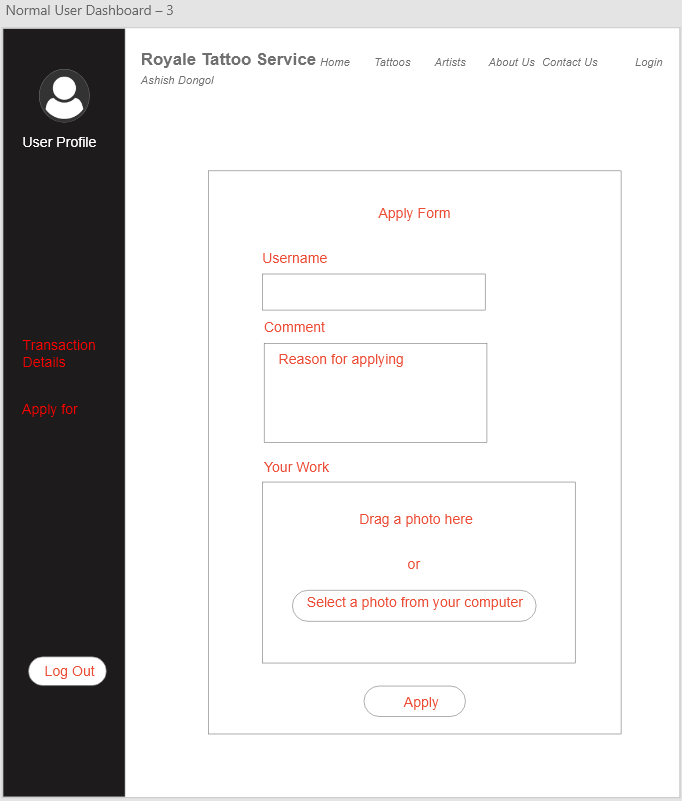 Normal User Dashboard – 3
Royale Tattoo Service Home Tattoos Artists About Us Contact Us Login
Ashish Dongol
User Profile
Transaction
Details
Apply for
Log Out
Apply Form
Username
Comment
Reason for applying
Your Work
Drag a photo here
or
Select a photo from your computer
Apply